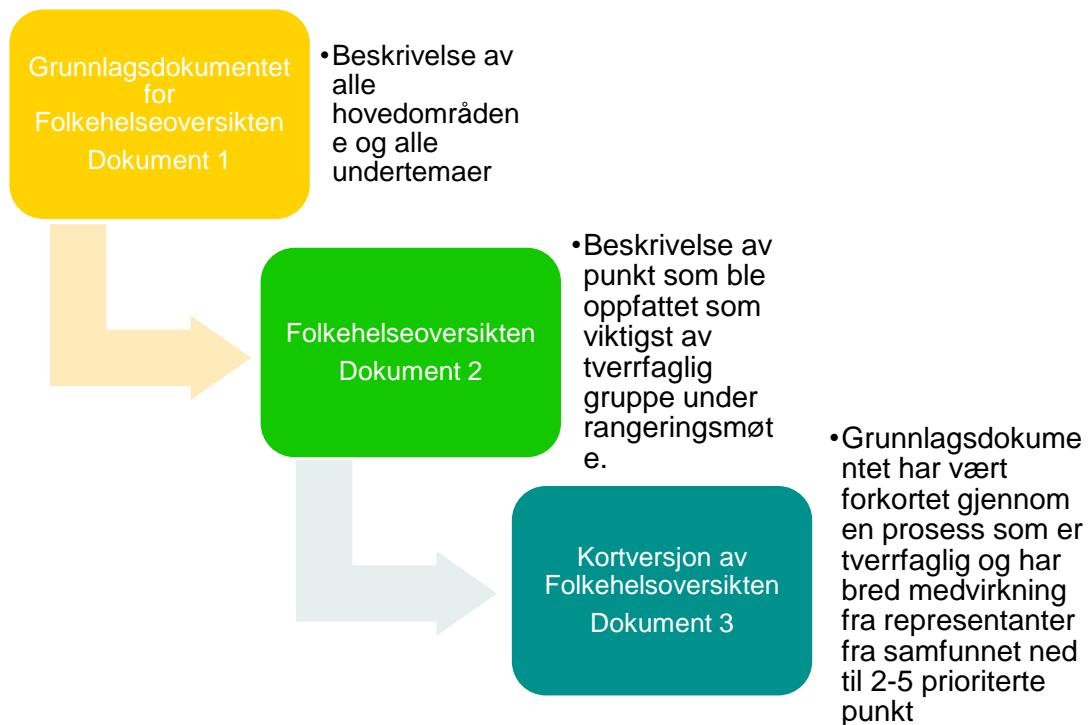 Grunnlagsdokumentet
for
Folkehelseoversikten
Dokument 1
•Beskrivelse av
alle
hovedområden
e og alle
undertemaer
Folkehelseoversikten
Dokument 2
•Beskrivelse av
punkt som ble
oppfattet som
viktigst av
tverrfaglig
gruppe under
rangeringsmøt
e.
Kortversjon av
Folkehelsoversikten
Dokument 3
•Grunnlagsdokume
ntet har vært
forkortet gjennom
en prosess som er
tverrfaglig og har
bred medvirkning
fra representanter
fra samfunnet ned
til 2-5 prioriterte
punkt